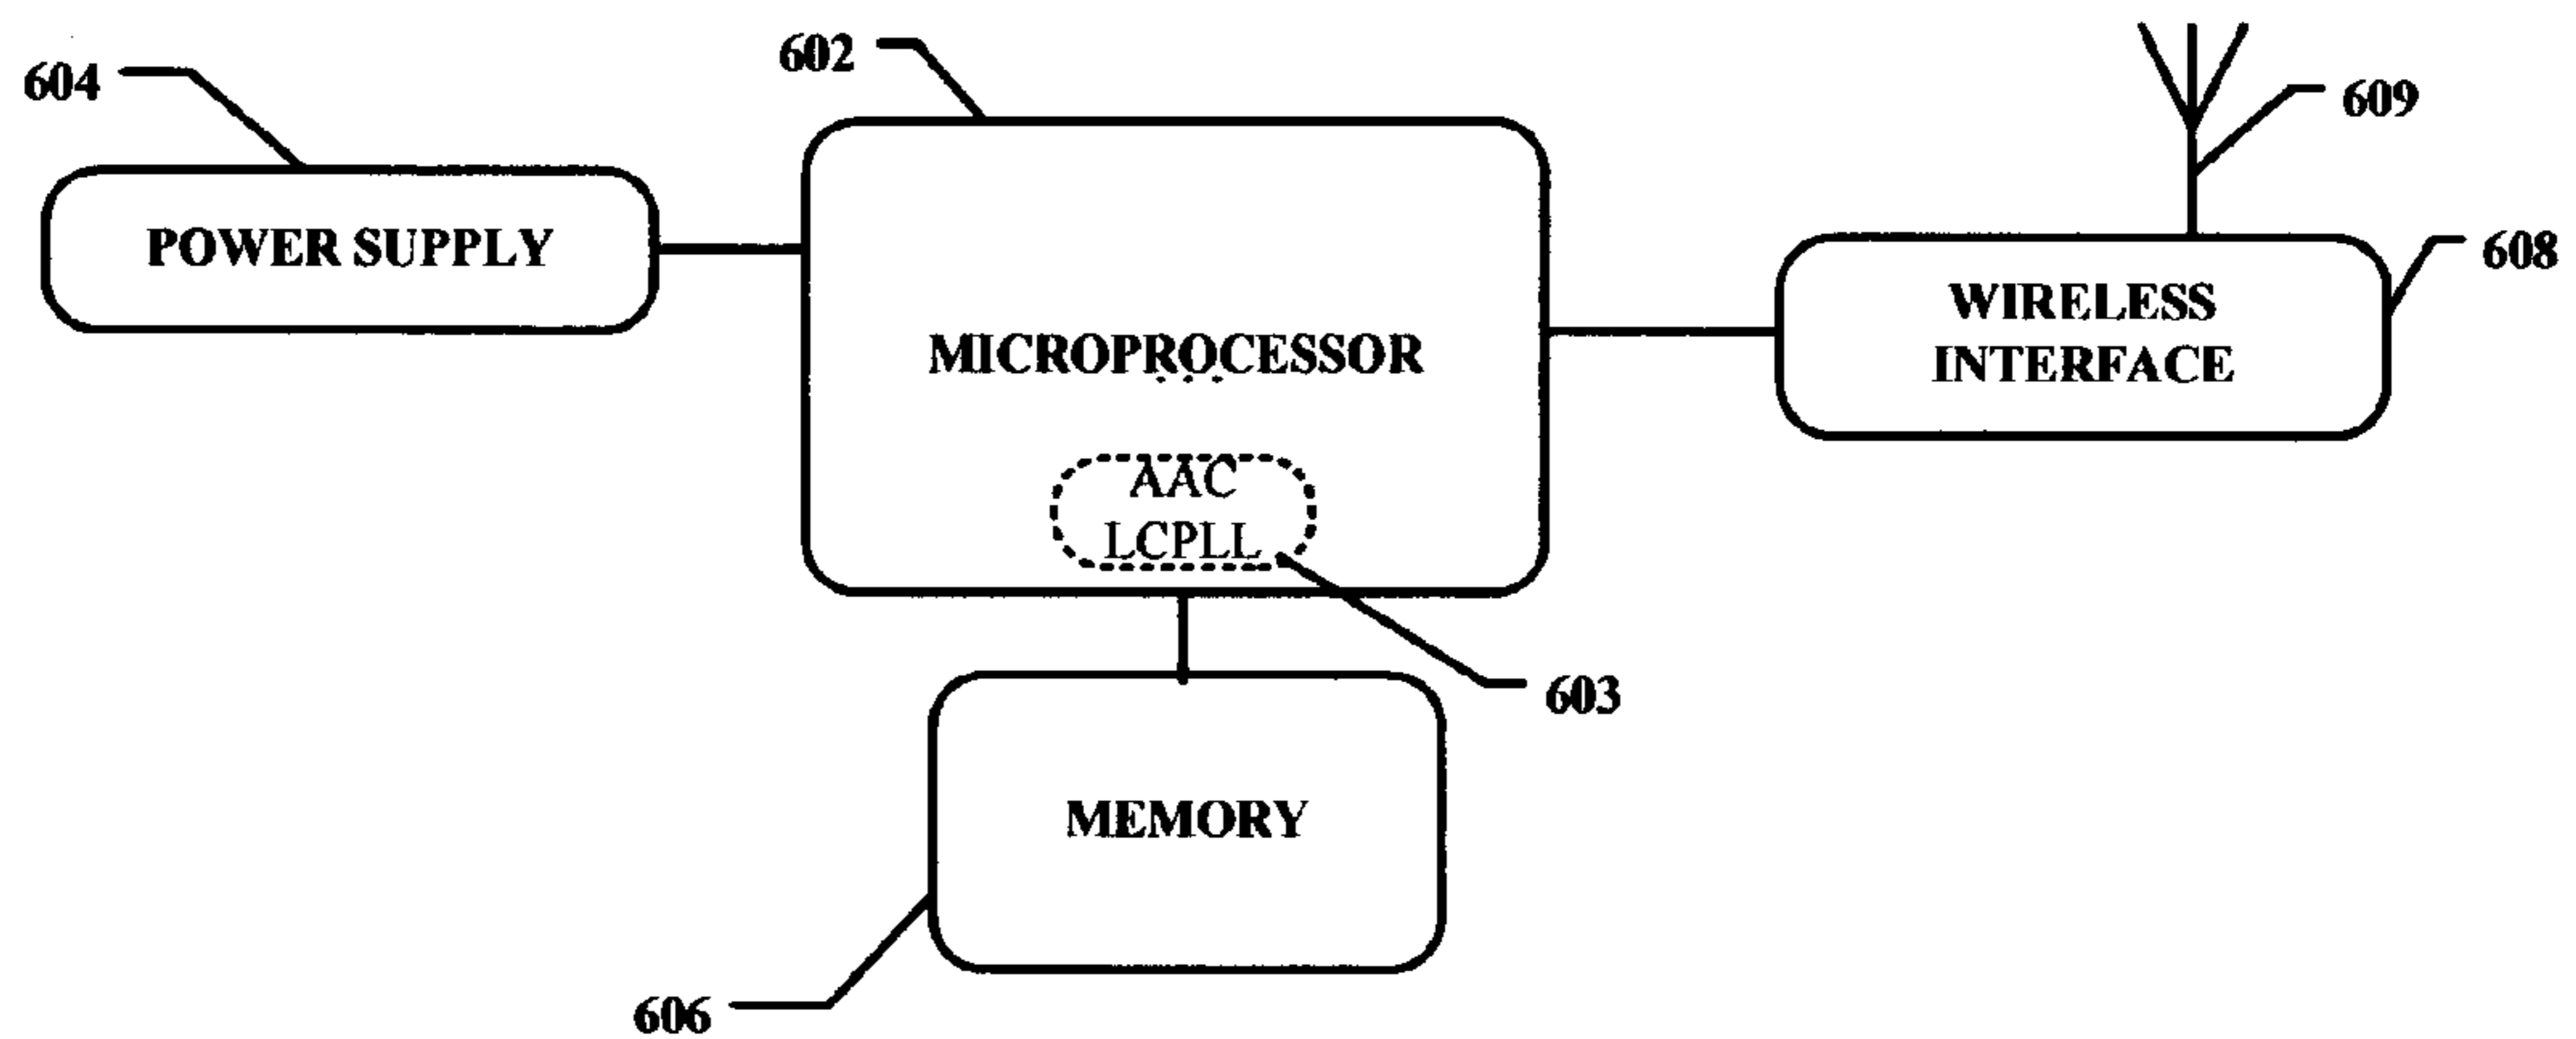 602
604
609
POWER SUPPLY
608
WIRELESS
INTERFACE
MICROPROCESSOR
AAC
LCPLL
603
MEMORY
606